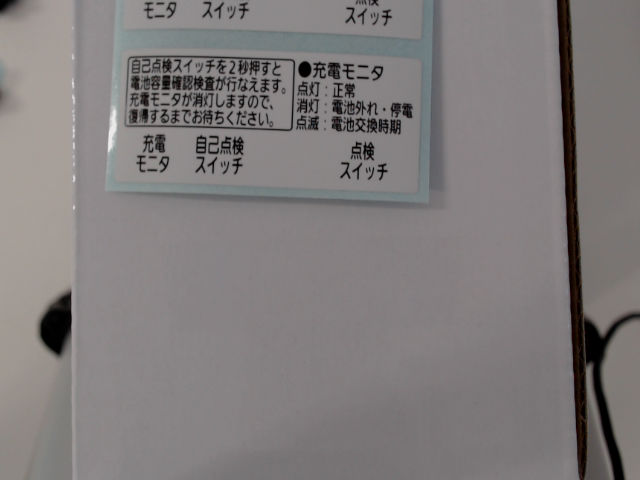 モニタ スイッチ 点検
スイッチ
自己点検スイッチを2秒押すと
電池容量確認検査が行なえます。
充電モニタが消灯しますので、
復帰するまでお待ちください。
●充電モニタ
点灯：正常
消灯：電池外れ・停電
点滅：電池交換時期
充電 自己点検 点検
モニタ スイッチ スイッチ